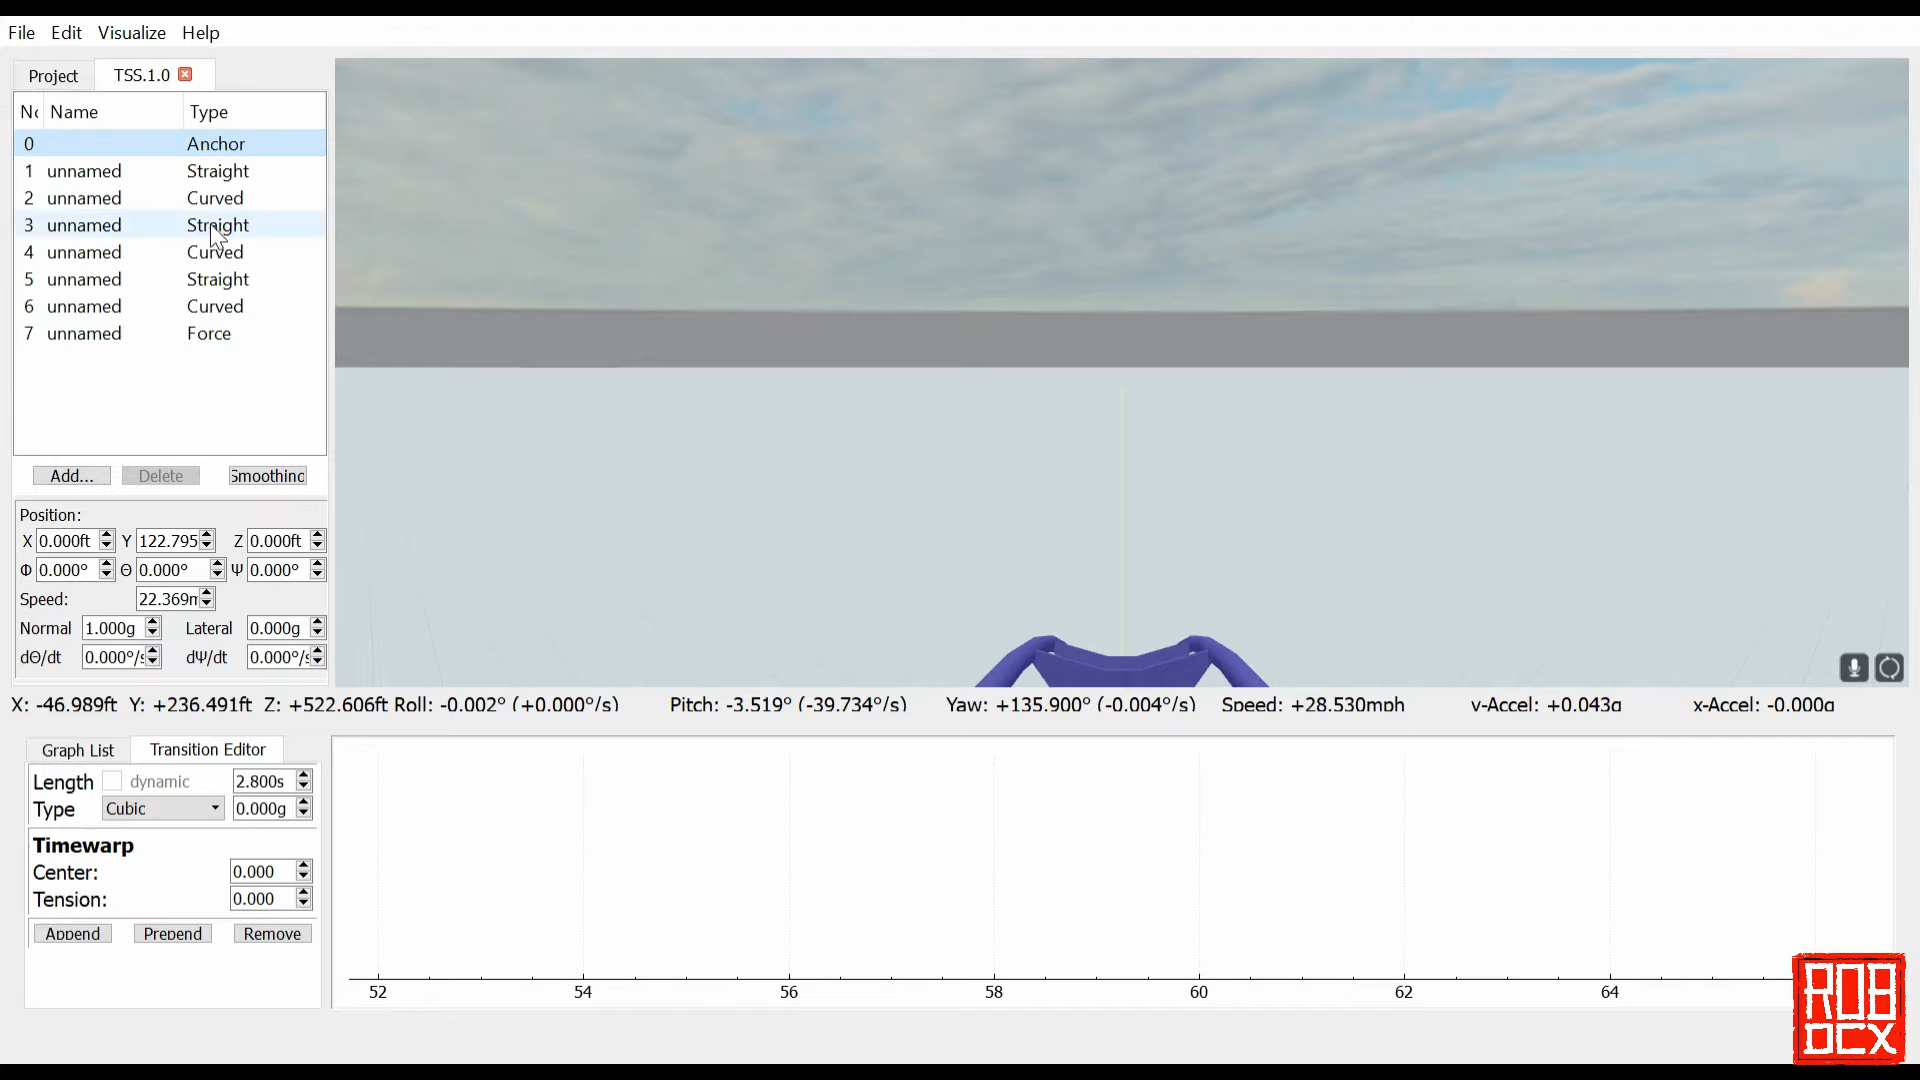 File Edit Visualize Help
Project TSS.1.0
Name Type
0 Anchor
1 unnamed Straight
2 unnamed Curved
3 unnamed Straight
4 unnamed Curved
5 unnamed Straight
6 unnamed Curved
7 unnamed Force
Add... Delete Smoothing
Position:
X 0.000ft Y 122.795 Z 0.000ft
Φ 0.000° Θ 0.000° Ψ 0.000°
Speed: 22.369m
Normal 1.000g Lateral 0.000g
dΘ/dt 0.000°/s dΨ/dt 0.000°/s
X: -46.989ft Y: +236.491ft Z: +522.606ft Roll: -0.002° (+0.000°/s) Pitch: -3.519° (-39.734°/s) Yaw: +135.900° (-0.004°/s) Speed: +28.530mph y-Accel: +0.043g x-Accel: -0.000g
Graph List Transition Editor
Length dynamic 2.800s
Type Cubic 0.000g
Timewarp
Center: 0.000
Tension: 0.000
Append Prepend Remove
52 54 56 58 60 62 64
ROB
DCX